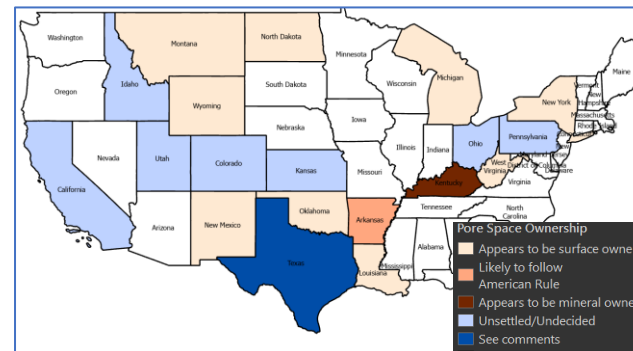 Washington
Montana
North Dakota
Minnesota
Maine
Oregon
Idaho
Wyoming
South Dakota
Wisconsin
Michigan
Vermont
New
Hampshire
New York
Massachusetts
Rhode Island
Nevada
Utah
Colorado
Nebraska
Iowa
Illinois
Indiana
Ohio
Pennsylvania
New
Jersey
Delaware
District of Columbia
California
Kansas
Missouri
Kentucky
West
Virginia
Virginia
Arizona
New Mexico
Oklahoma
Arkansas
Tennessee
North
Carolina
Texas
Louisiana
Mississippi
Alabama
Pore Space Ownership
Appears to be surface owne
Likely to follow
American Rule
Appears to be mineral owne
Unsettled/Undecided
See comments